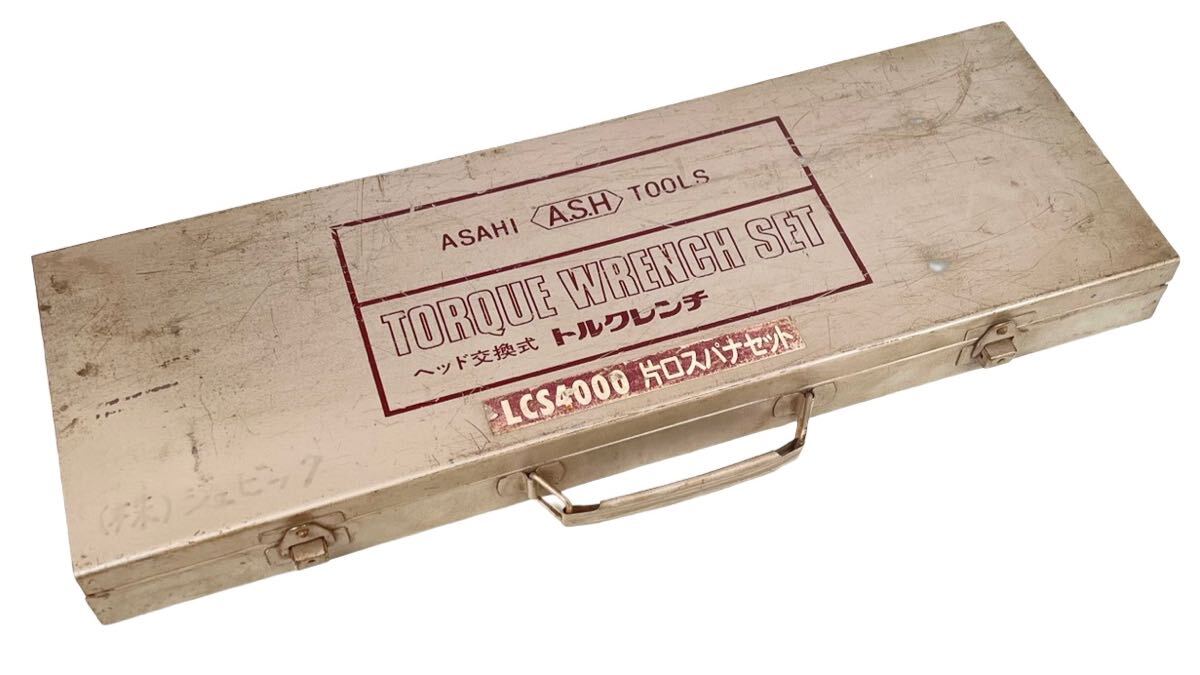 ASAHI A.S.H TOOLS
TORQUE WRENCH SET
ヘッド交換式 トルクレンチ
LCS4000 片口スパナセット
(株)ジェビック